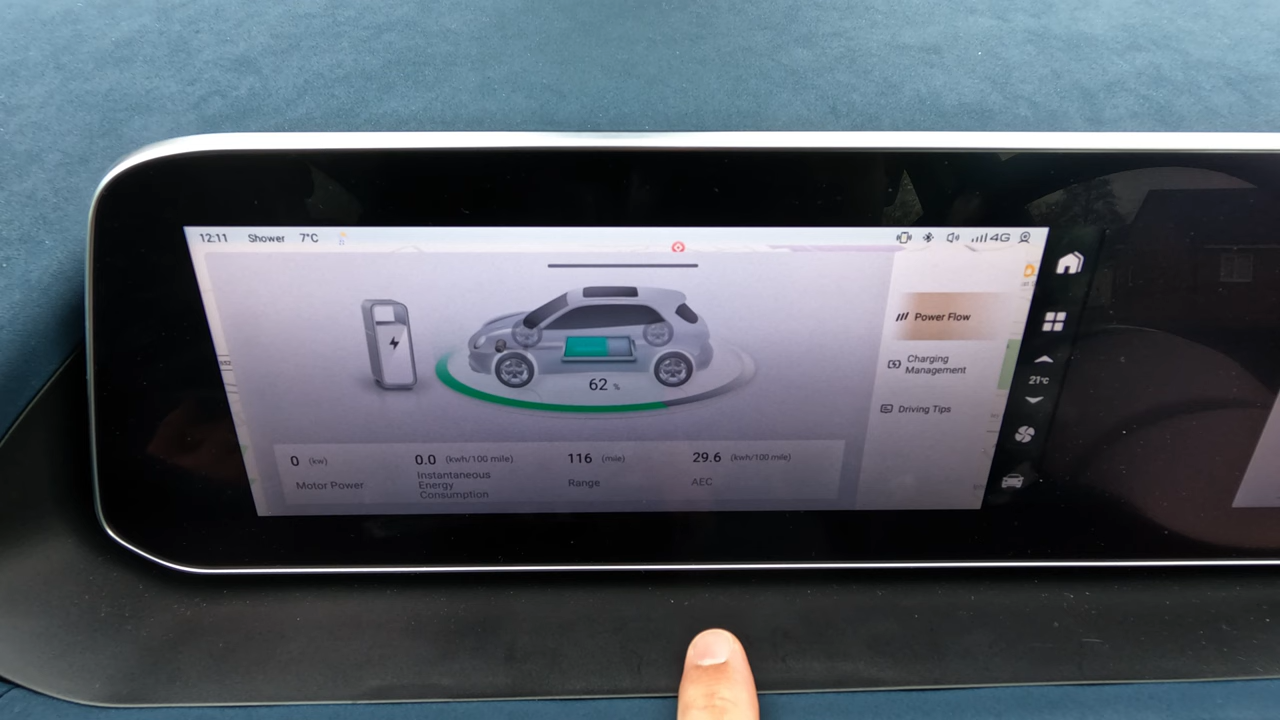 12:11 Shower 7°C
4G
Power Flow
Charging
Management
21°C
62 %
Driving Tips
0 (kw)
Motor Power
0.0 (kwh/100 mile)
Instantaneous
Energy
Consumption
116 (mile)
Range
29.6 (kwh/100 mile)
AEC